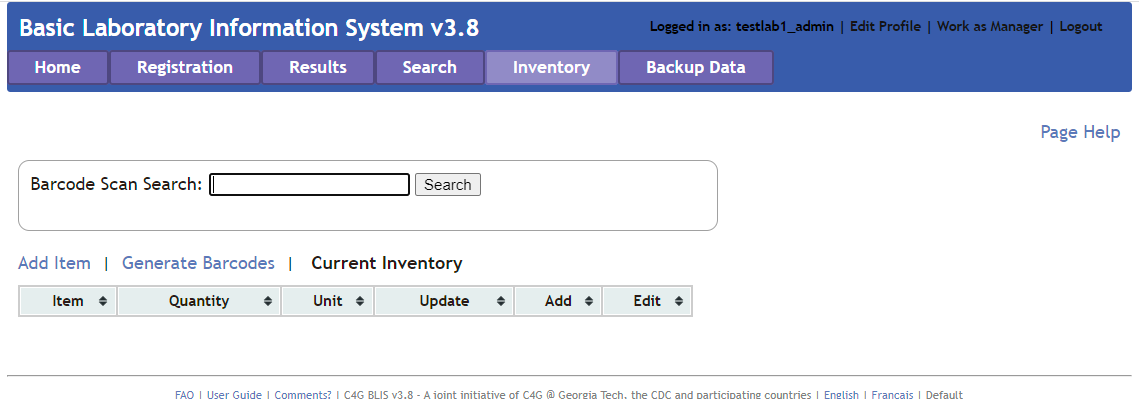 Basic Laboratory Information System v3.8
Logged in as: testlab1_admin | Edit Profile | Work as Manager | Logout
Home Registration Results Search Inventory Backup Data
Page Help
Barcode Scan Search: Search
Add Item | Generate Barcodes | Current Inventory
Item Quantity Unit Update Add Edit
FAQ | User Guide | Comments? | C4G BLIS v3.8 - A joint initiative of C4G @ Georgia Tech, the CDC and participating countries | English | Francais | Default